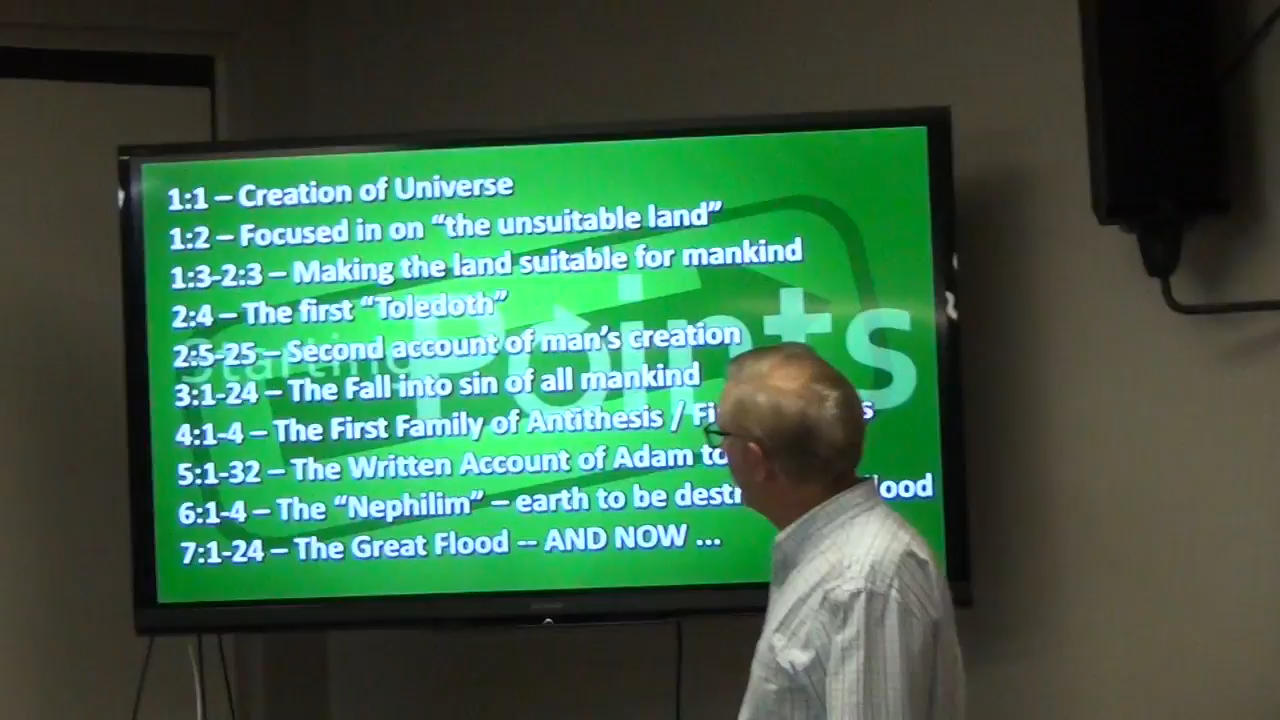 1:1 – Creation of Universe
1:2 – Focused in on “the unsuitable land”
1:3-2:3 – Making the land suitable for mankind
2:4 – The first “Toledoth”
2:5-25 – Second account of man’s creation
3:1-24 – The Fall into sin of all mankind
4:1-4 – The First Family of Antithesis /
5:1-32 – The Written Account of Adam to
6:1-4 – The “Nephilim” – earth to be
7:1-24 – The Great Flood -- AND NOW ...
Starting
Points